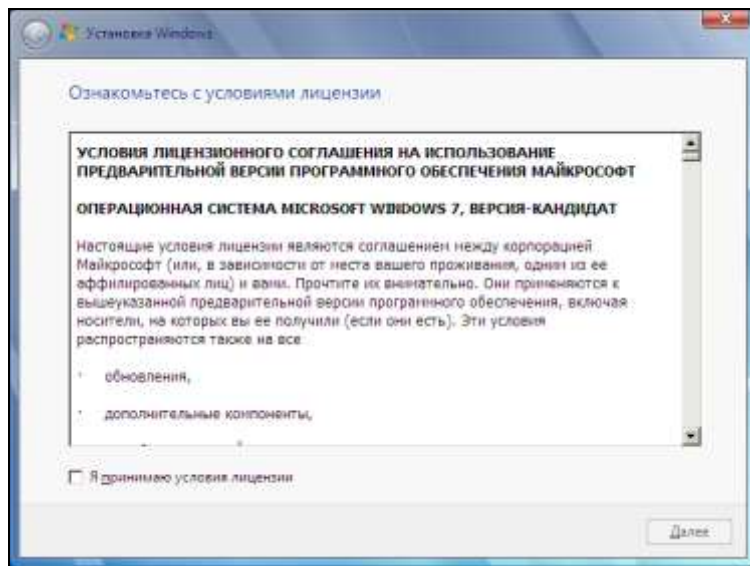 Установка Windows
Ознакомьтесь с условиями лицензии
УСЛОВИЯ ЛИЦЕНЗИОННОГО СОГЛАШЕНИЯ НА ИСПОЛЬЗОВАНИЕ
ПРЕДВАРИТЕЛЬНОЙ ВЕРСИИ ПРОГРАММНОГО ОБЕСПЕЧЕНИЯ МАЙКРОСОФТ
ОПЕРАЦИОННАЯ СИСТЕМА MICROSOFT WINDOWS 7, ВЕРСИЯ-КАНДИДАТ
Настоящие условия лицензии являются соглашением между корпорацией
Майкрософт (или, в зависимости от места вашего проживания, одним из ее
аффилированных лиц) и вами. Прочтите их внимательно. Они применяются к
вышеуказанной предварительной версии программного обеспечения, включая
носители, на которых вы ее получили (если они есть). Эти условия
распространяются также на все
· обновления,
· дополнительные компоненты,
Я принимаю условия лицензии
Далее